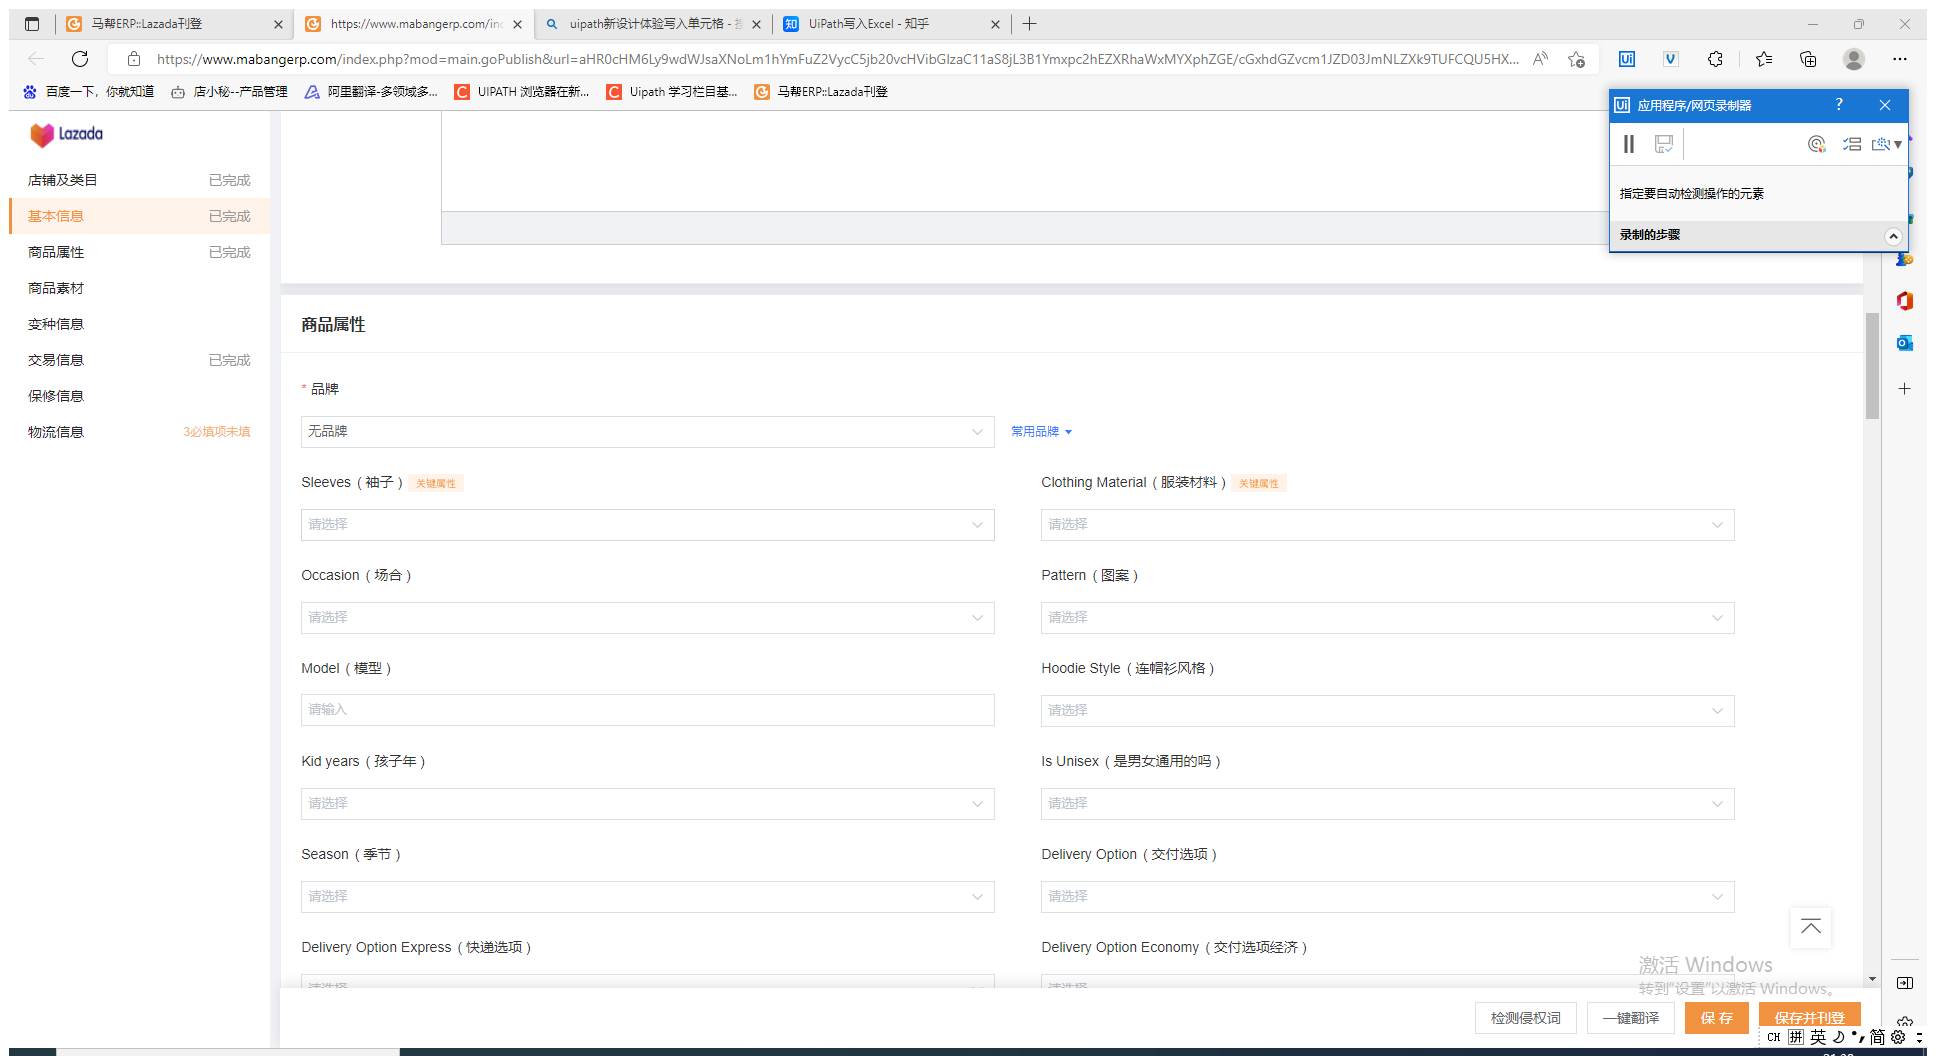 马帮ERP::Lazada刊登
https://www.mabangerp.com/inc
uipath新设计体验写入单元格 - 搜
知 UiPath写入Excel - 知乎
https://www.mabangerp.com/index.php?mod=main.goPublish&url=aHR0cHM6Ly9wdWJsaXNoLm1hYmFuZ2VycC5jb20vcHVibGlzaC11aS8jL3B1Ymxpc2hEZXRhaWxMYXphZGE/cGxhdGZvcm1JZD03JmNLZXk9TUFCQU5HX...
百度一下，你就知道
店小秘--产品管理
阿里翻译-多领域多...
C UIPATH 浏览器在新...
C Uipath 学习栏目基...
马帮ERP::Lazada刊登
Ui 应用程序/网页录制器 ?
指定要自动检测操作的元素
录制的步骤
Lazada
店铺及类目 已完成
基本信息 已完成
商品属性 已完成
商品素材
变种信息
交易信息 已完成
保修信息
物流信息 3必填项未填
商品属性
* 品牌
无品牌 常用品牌
Sleeves（袖子） 关键属性
Clothing Material（服装材料） 关键属性
请选择
请选择
Occasion（场合）
Pattern（图案）
请选择
请选择
Model（模型）
Hoodie Style（连帽衫风格）
请输入
请选择
Kid years（孩子年）
Is Unisex（是男女通用的吗）
请选择
请选择
Season（季节）
Delivery Option（交付选项）
请选择
请选择
Delivery Option Express（快递选项）
Delivery Option Economy（交付选项经济）
请选择
请选择
激活 Windows
转到"设置"以激活 Windows。
检测侵权词 一键翻译 保 存 保存并刊登
CH 拼 英 简